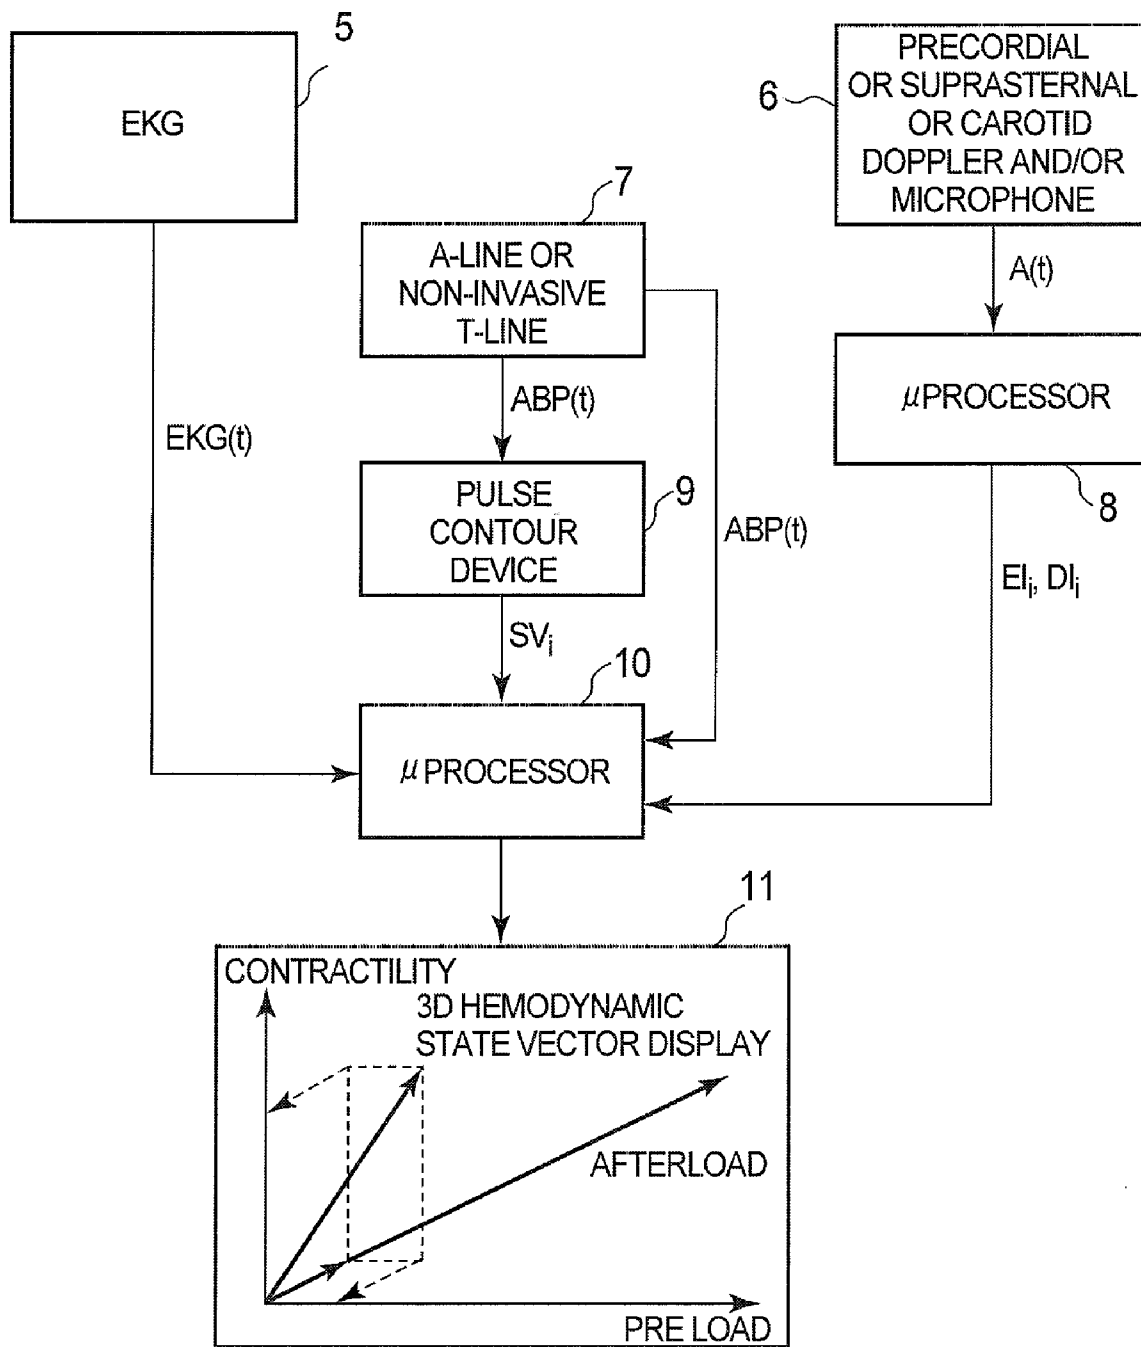 5
EKG
6
PRECORDIAL
OR SUPRASTERNAL
OR CAROTID
DOPPLER AND/OR
MICROPHONE
7
A-LINE OR
NON-INVASIVE
T-LINE
A(t)
μPROCESSOR
8
ABP(t)
EKG(t)
9
PULSE
CONTOUR
DEVICE
ABP(t)
EIi, DIi
SVi
10
μPROCESSOR
11
CONTRACTILITY
3D HEMODYNAMIC
STATE VECTOR DISPLAY
AFTERLOAD
PRE LOAD